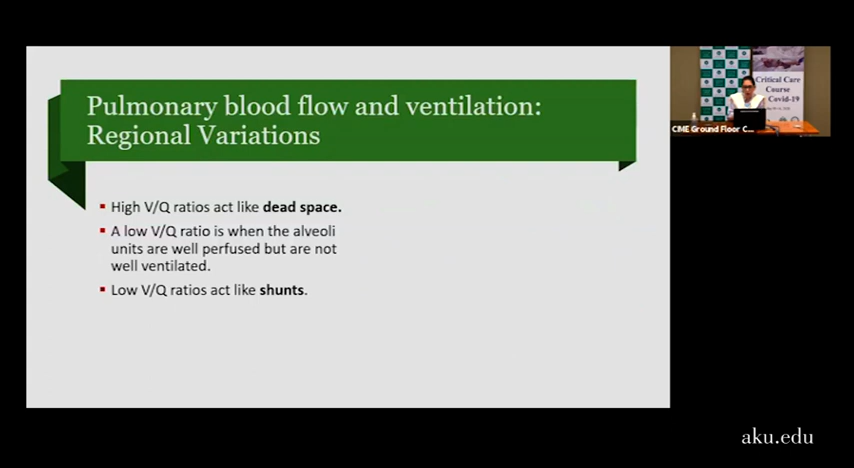 Pulmonary blood flow and ventilation:
Regional Variations
High V/Q ratios act like dead space.
A low V/Q ratio is when the alveoli
units are well perfused but are not
well ventilated.
Low V/Q ratios act like shunts.
Critical Care
Course
Covid-19
CIME Ground Floor C...
aku.edu